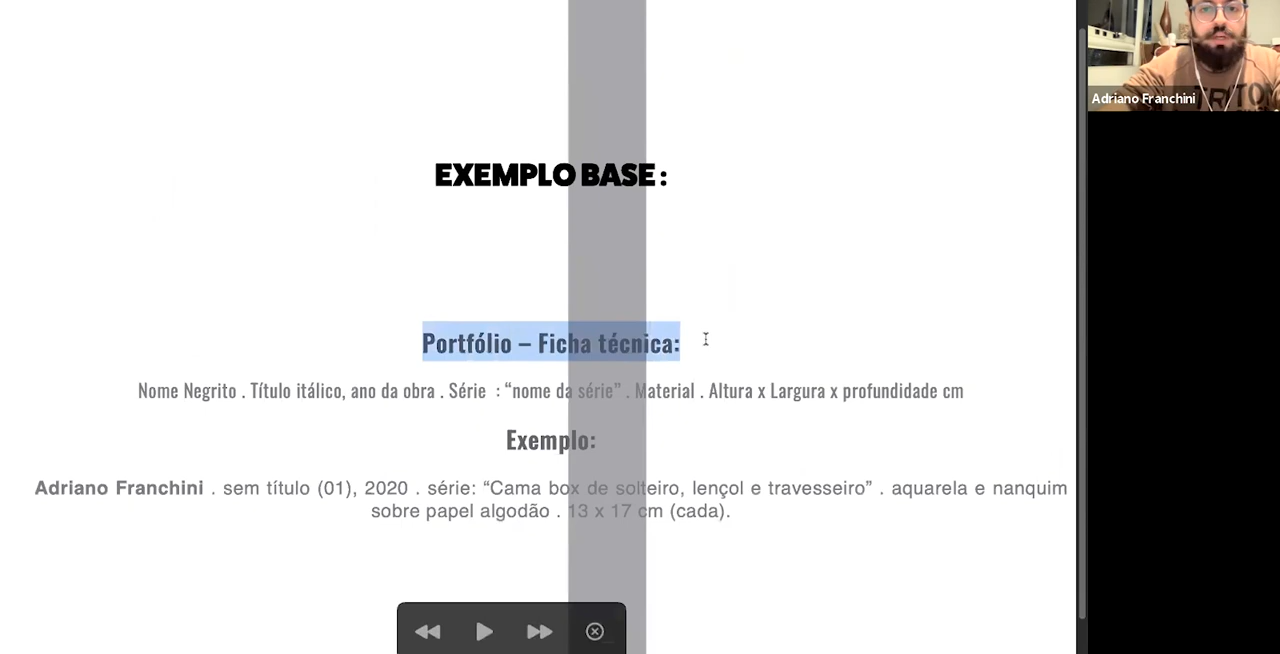 EXEMPLO BASE :
Portfólio – Ficha técnica:
Nome Negrito . Título itálico, ano da obra . Série : “nome da série” . Material . Altura x Largura x profundidade cm
Exemplo:
Adriano Franchini . sem título (01), 2020 . série: “Cama box de solteiro, lençol e travesseiro” . aquarela e nanquim
sobre papel algodão . 13 x 17 cm (cada).
Adriano Franchini